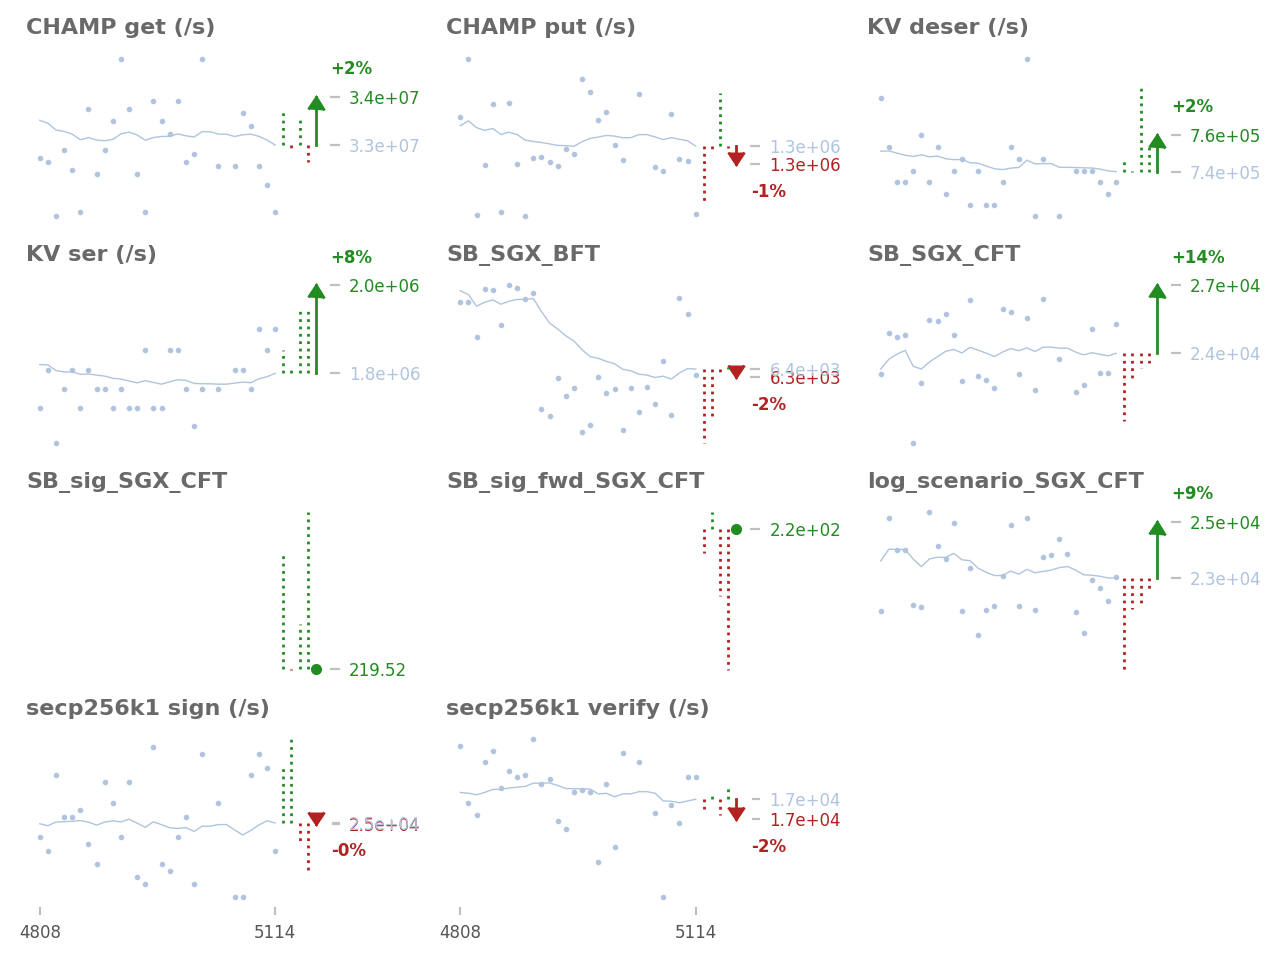 CHAMP get (/s)
CHAMP put (/s)
KV deser (/s)
+2%
3.4e+07
3.3e+07
1.3e+06
1.3e+06
-1%
+2%
7.6e+05
7.4e+05
KV ser (/s)
SB_SGX_BFT
SB_SGX_CFT
+8%
2.0e+06
1.8e+06
6.4e+03
6.3e+03
-2%
+14%
2.7e+04
2.4e+04
SB_sig_SGX_CFT
SB_sig_fwd_SGX_CFT
log_scenario_SGX_CFT
219.52
2.2e+02
+9%
2.5e+04
2.3e+04
secp256k1 sign (/s)
secp256k1 verify (/s)
2.5e+04
-0%
1.7e+04
1.7e+04
-2%
4808
5114
4808
5114